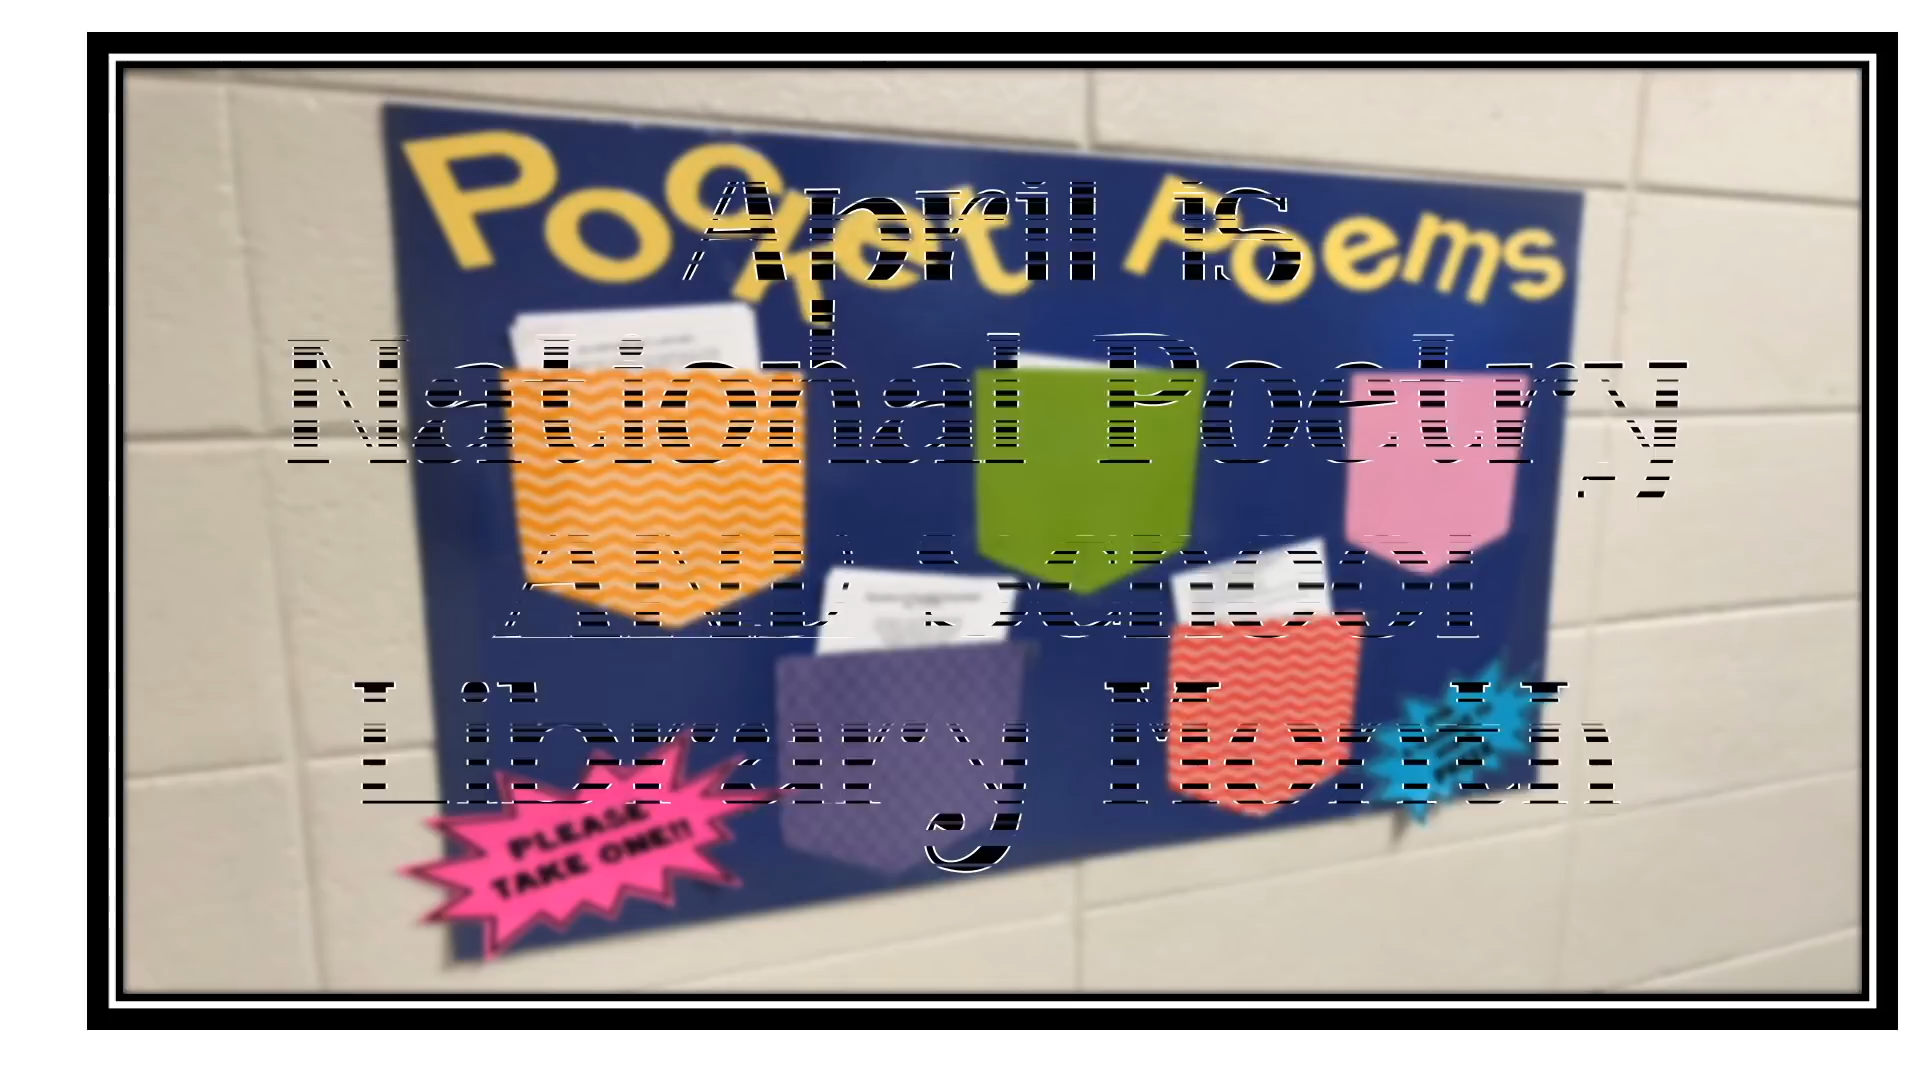 Pocket Poems
April is
National Poetry
AND School
Library Month
PLEASE
TAKE ONE!!